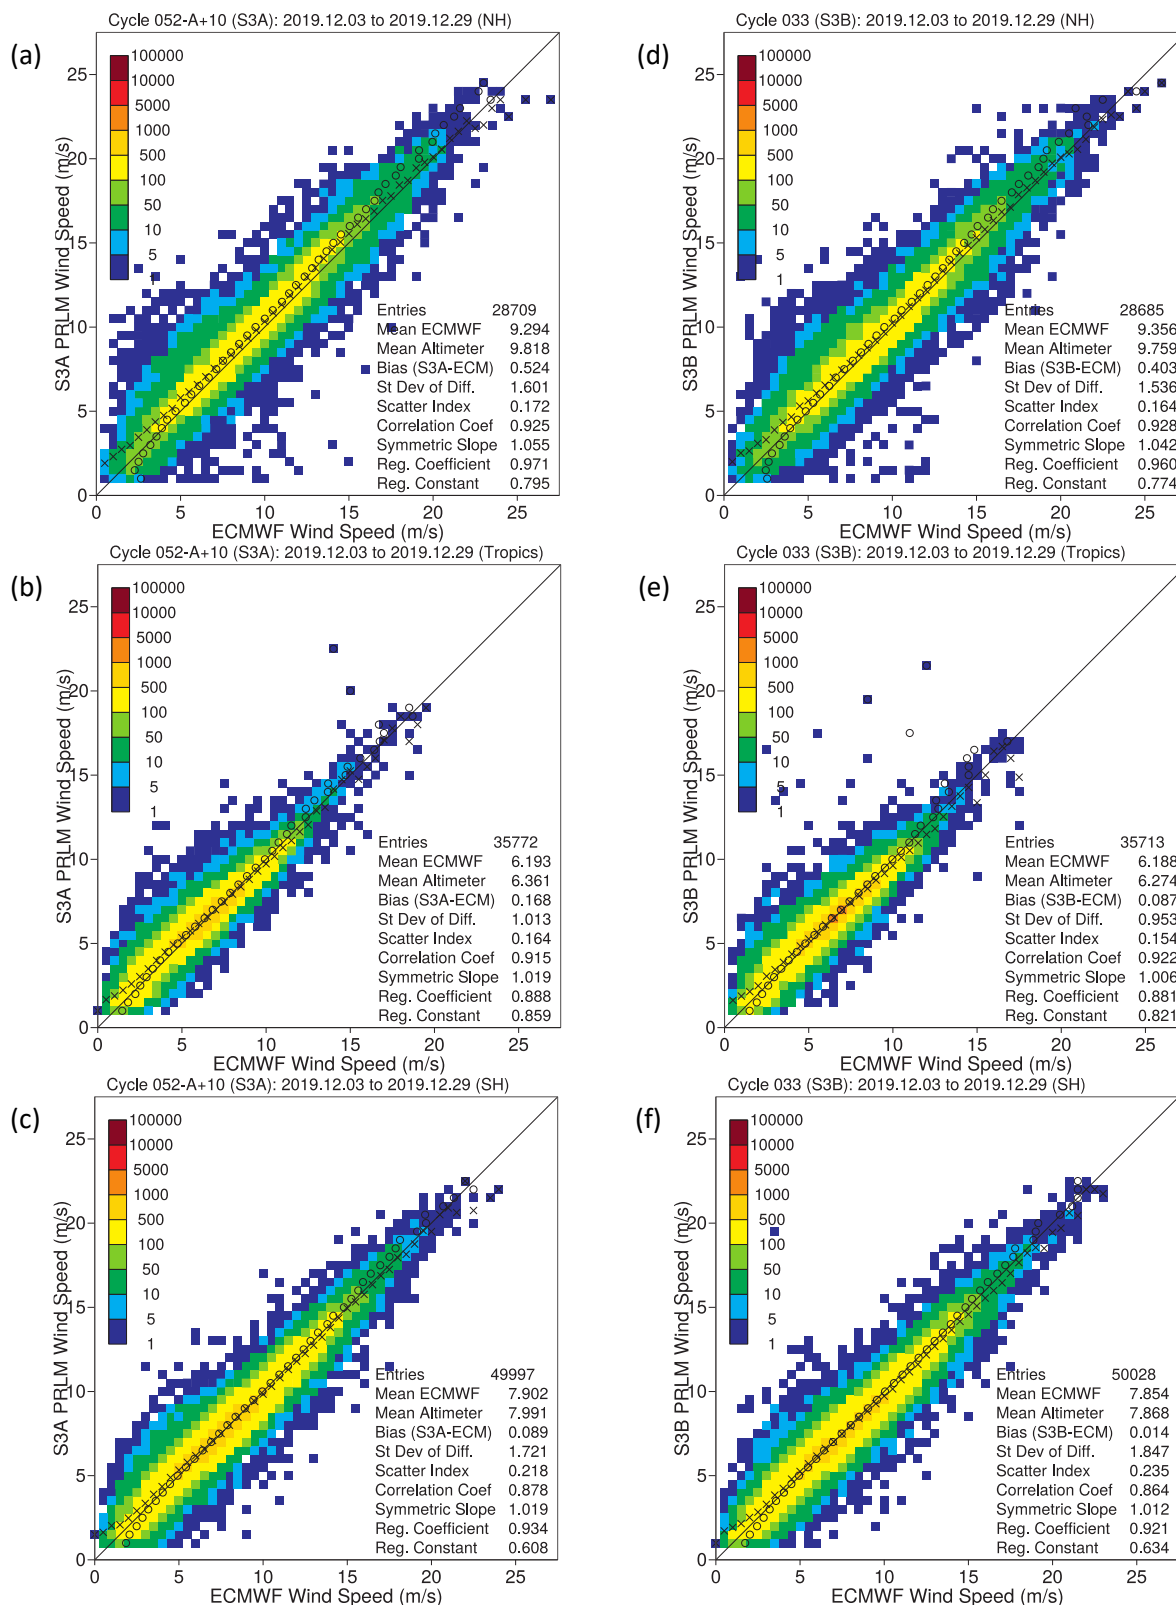 Cycle 052-A+10 (S3A): 2019.12.03 to 2019.12.29 (NH)
(a)
100000
10000
5000
1000
500
100
50
10
5
1
25
20
15
10
5
0
S3A PRLM Wind Speed (m/s)
Entries 28709
Mean ECMWF 9.294
Mean Altimeter 9.818
Bias (S3A-ECM) 0.524
St Dev of Diff. 1.601
Scatter Index 0.172
Correlation Coef 0.925
Symmetric Slope 1.055
Reg. Coefficient 0.971
Reg. Constant 0.795
0 5 10 15 20 25
ECMWF Wind Speed (m/s)
Cycle 033 (S3B): 2019.12.03 to 2019.12.29 (NH)
(d)
100000
10000
5000
1000
500
100
50
10
5
1
25
20
15
10
5
0
S3B PRLM Wind Speed (m/s)
Entries 28685
Mean ECMWF 9.356
Mean Altimeter 9.759
Bias (S3B-ECM) 0.403
St Dev of Diff. 1.536
Scatter Index 0.164
Correlation Coef 0.928
Symmetric Slope 1.042
Reg. Coefficient 0.960
Reg. Constant 0.774
0 5 10 15 20 25
ECMWF Wind Speed (m/s)
Cycle 052-A+10 (S3A): 2019.12.03 to 2019.12.29 (Tropics)
(b)
100000
10000
5000
1000
500
100
50
10
5
1
25
20
15
10
5
0
S3A PRLM Wind Speed (m/s)
Entries 35772
Mean ECMWF 6.193
Mean Altimeter 6.361
Bias (S3A-ECM) 0.168
St Dev of Diff. 1.013
Scatter Index 0.164
Correlation Coef 0.915
Symmetric Slope 1.019
Reg. Coefficient 0.888
Reg. Constant 0.859
0 5 10 15 20 25
ECMWF Wind Speed (m/s)
Cycle 033 (S3B): 2019.12.03 to 2019.12.29 (Tropics)
(e)
100000
10000
5000
1000
500
100
50
10
5
1
25
20
15
10
5
0
S3B PRLM Wind Speed (m/s)
Entries 35713
Mean ECMWF 6.188
Mean Altimeter 6.274
Bias (S3B-ECM) 0.087
St Dev of Diff. 0.953
Scatter Index 0.154
Correlation Coef 0.922
Symmetric Slope 1.006
Reg. Coefficient 0.881
Reg. Constant 0.821
0 5 10 15 20 25
ECMWF Wind Speed (m/s)
Cycle 052-A+10 (S3A): 2019.12.03 to 2019.12.29 (SH)
(c)
100000
10000
5000
1000
500
100
50
10
5
1
25
20
15
10
5
0
S3A PRLM Wind Speed (m/s)
Entries 49997
Mean ECMWF 7.902
Mean Altimeter 7.991
Bias (S3A-ECM) 0.089
St Dev of Diff. 1.721
Scatter Index 0.218
Correlation Coef 0.878
Symmetric Slope 1.019
Reg. Coefficient 0.934
Reg. Constant 0.608
0 5 10 15 20 25
ECMWF Wind Speed (m/s)
Cycle 033 (S3B): 2019.12.03 to 2019.12.29 (SH)
(f)
100000
10000
5000
1000
500
100
50
10
5
1
25
20
15
10
5
0
S3B PRLM Wind Speed (m/s)
Entries 50028
Mean ECMWF 7.854
Mean Altimeter 7.868
Bias (S3B-ECM) 0.014
St Dev of Diff. 1.847
Scatter Index 0.235
Correlation Coef 0.864
Symmetric Slope 1.012
Reg. Coefficient 0.921
Reg. Constant 0.634
0 5 10 15 20 25
ECMWF Wind Speed (m/s)